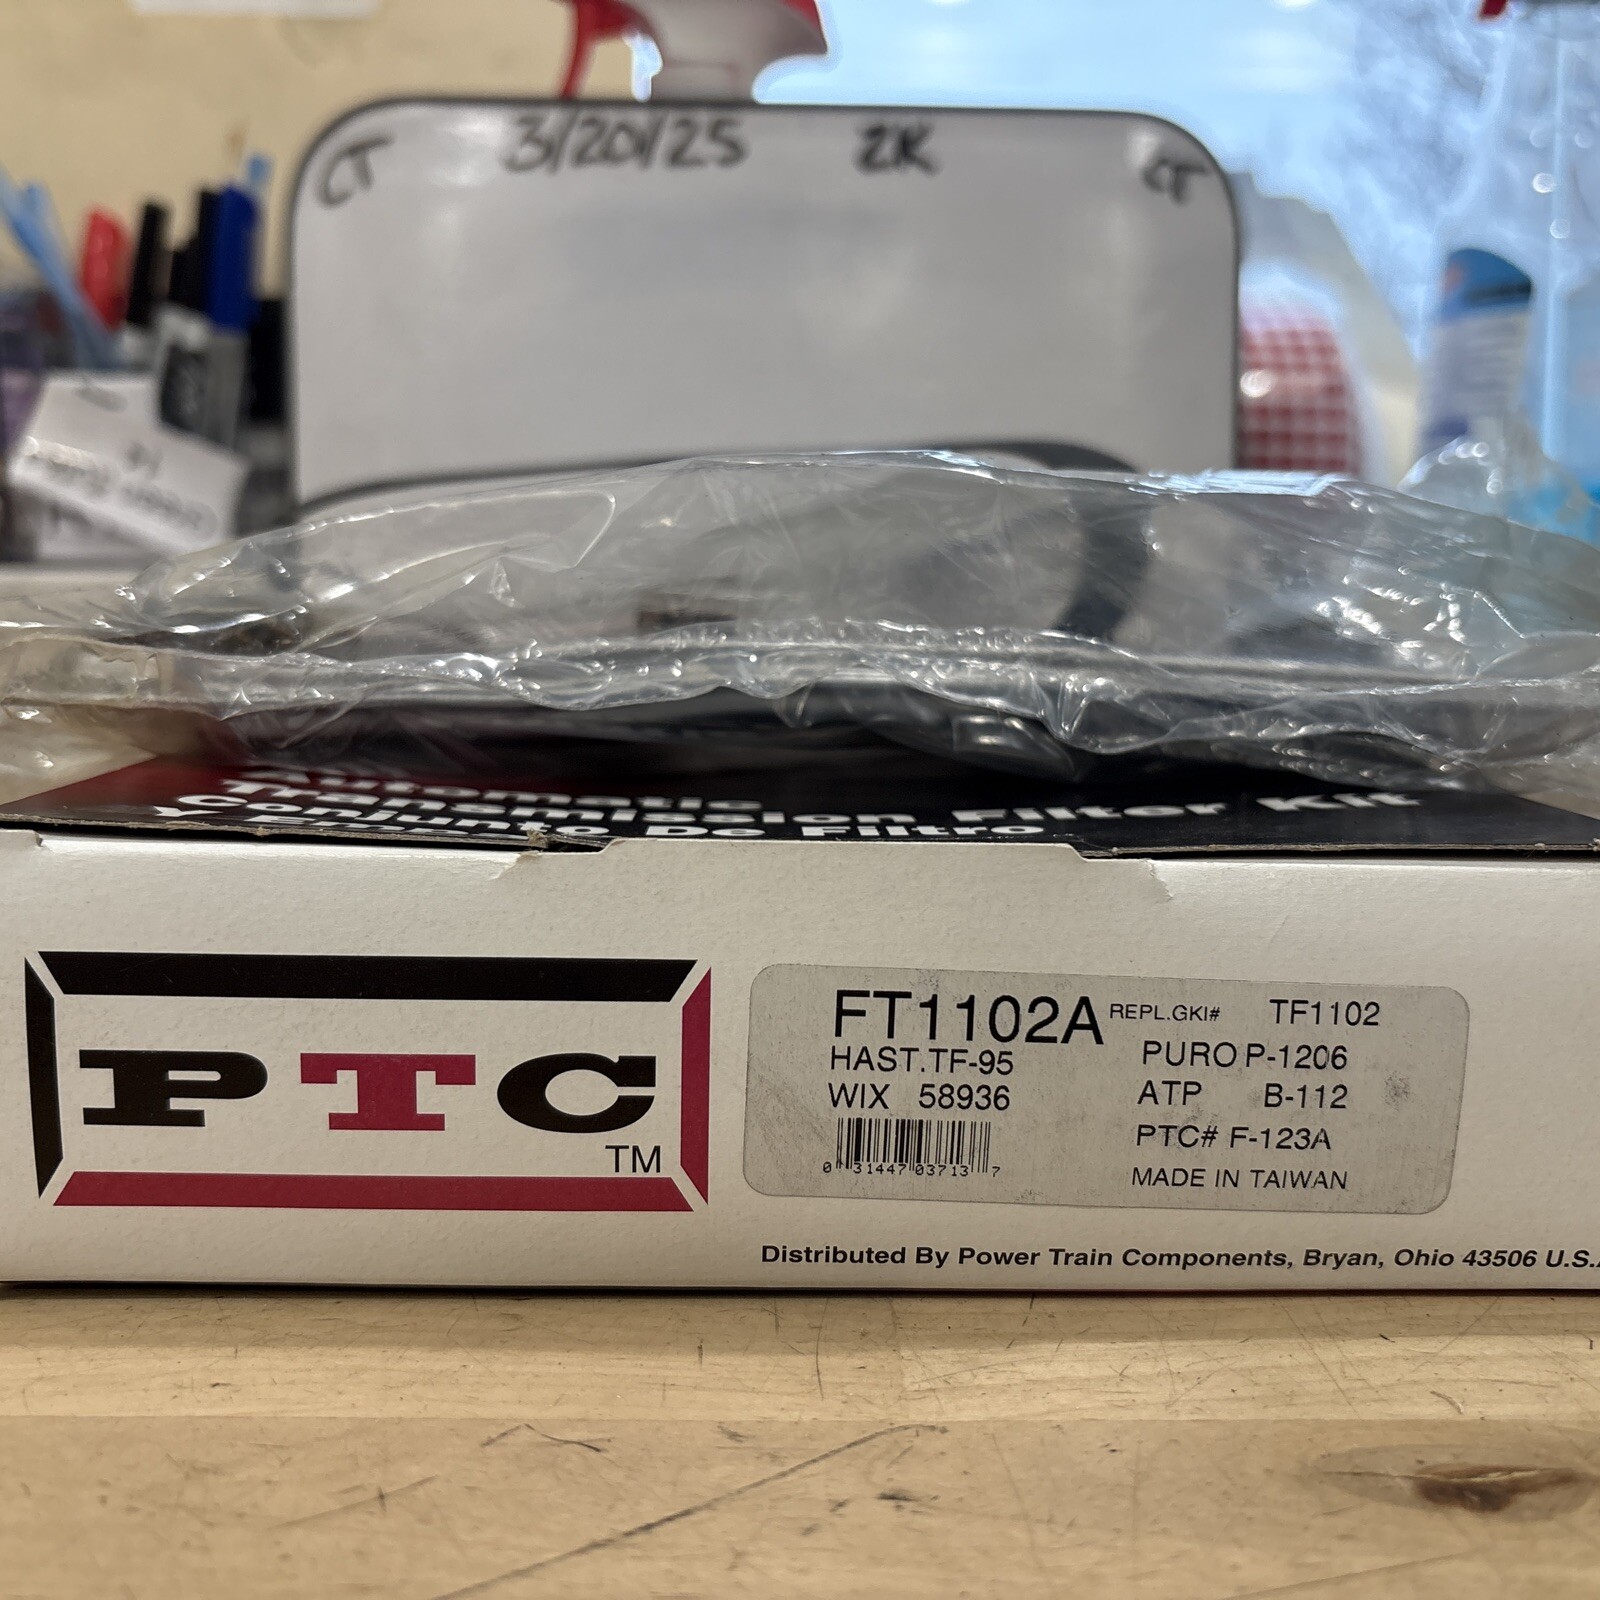 CT 3/20/25 ZK CT
Automatic
Transmission Filter Kit
Conjunto De Filtro
Y
PTC
TM
FT1102A REPL.GKI# TF1102
HAST.TF-95 PURO P-1206
WIX 58936 ATP B-112
PTC# F-123A
0 31447 03713 7
MADE IN TAIWAN
Distributed By Power Train Components, Bryan, Ohio 43506 U.S.A